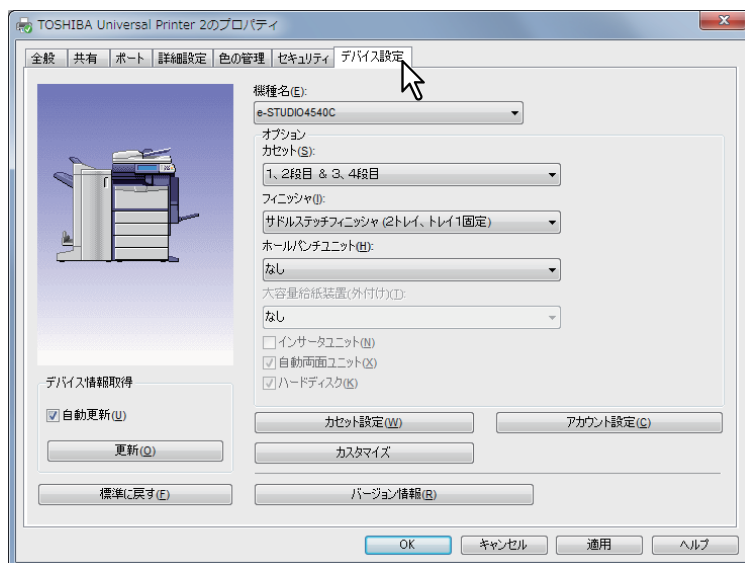 TOSHIBA Universal Printer 2のプロパティ
全般 共有 ポート 詳細設定 色の管理 セキュリティ デバイス設定
機種名(E):
e-STUDIO4540C
オプション
カセット(S):
1、2段目 & 3、4段目
フィニッシャ(I):
サドルステッチフィニッシャ (2トレイ、トレイ1固定)
ホールパンチユニット(H):
なし
大容量給紙装置(外付け)(T):
なし
インサータユニット(N)
自動両面ユニット(X)
ハードディスク(K)
デバイス情報取得
自動更新(U)
更新(O)
カセット設定(W) アカウント設定(C)
カスタマイズ
標準に戻す(F) バージョン情報(R)
OK キャンセル 適用 ヘルプ